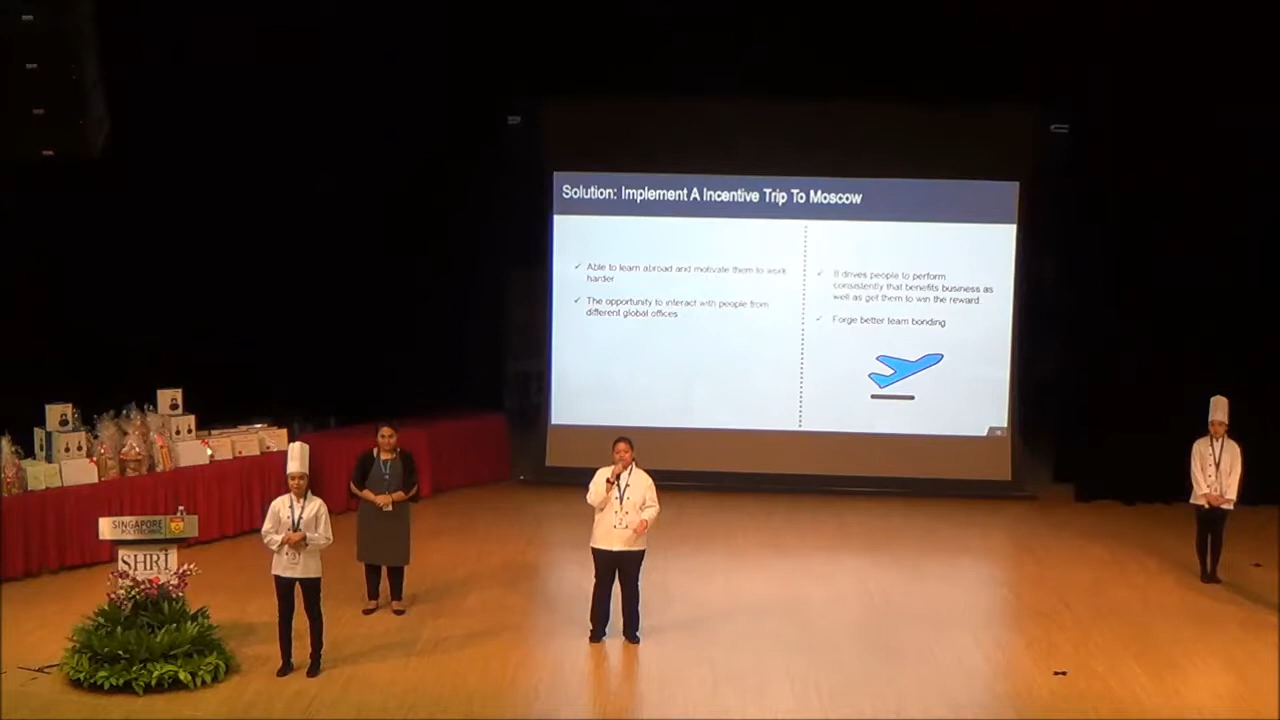 Solution: Implement A Incentive Trip To Moscow
✓ Able to learn abroad and motivate them to work
harder
✓ The opportunity to interact with people from
different global offices
✓ It drives people to perform
consistently that benefits business as
well as get them to win the reward.
✓ Forge better team bonding
SINGAPORE
POLYTECHNIC
SHRI